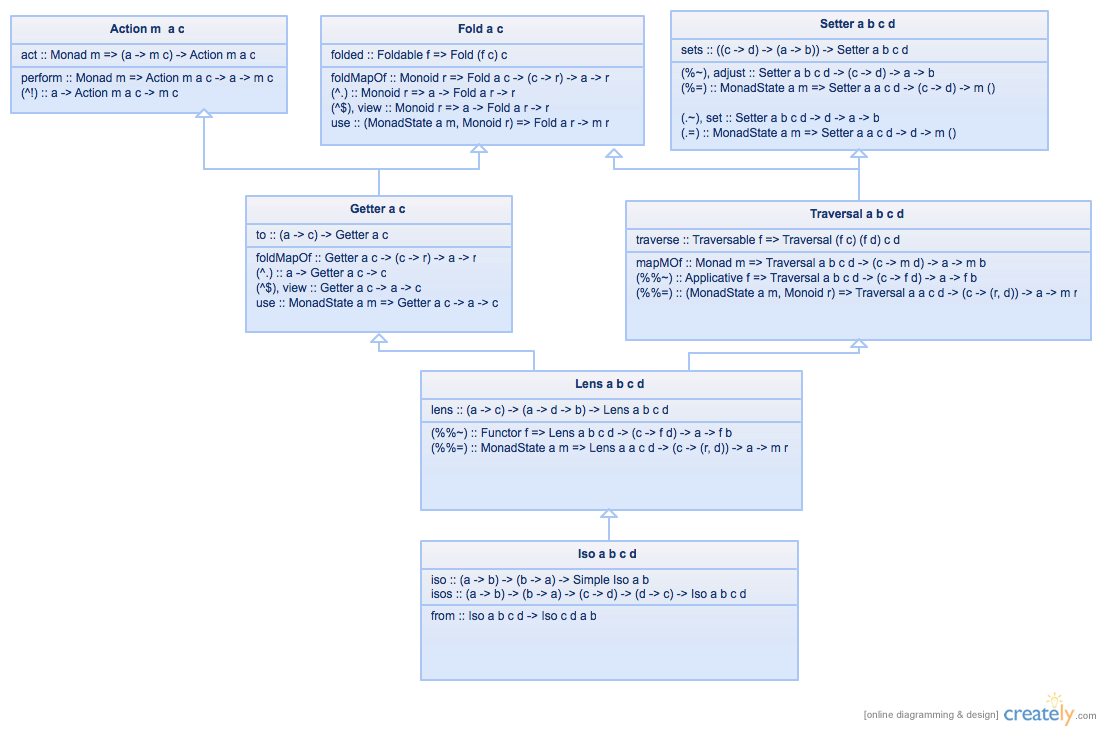 Action m a c
act :: Monad m => (a -> m c) -> Action m a c
perform :: Monad m => Action m a c -> a -> m c
(^!) :: a -> Action m a c -> m c
Fold a c
folded :: Foldable f => Fold (f c) c
foldMapOf :: Monoid r => Fold a c -> (c -> r) -> a -> r
(^.) :: Monoid r => a -> Fold a r -> r
(^$), view :: Monoid r => a -> Fold a r -> r
use :: (MonadState a m, Monoid r) => Fold a r -> m r
Setter a b c d
sets :: ((c -> d) -> (a -> b)) -> Setter a b c d
(%~), adjust :: Setter a b c d -> (c -> d) -> a -> b
(%=) :: MonadState a m => Setter a a c d -> (c -> d) -> m ()
(.~), set :: Setter a b c d -> d -> a -> b
(.=) :: MonadState a m => Setter a a c d -> d -> m ()
Getter a c
to :: (a -> c) -> Getter a c
foldMapOf :: Getter a c -> (c -> r) -> a -> r
(^.) :: a -> Getter a c -> c
(^$), view :: Getter a c -> a -> c
use :: MonadState a m => Getter a c -> a -> c
Traversal a b c d
traverse :: Traversable f => Traversal (f c) (f d) c d
mapMOf :: Monad m => Traversal a b c d -> (c -> m d) -> a -> m b
(%%~) :: Applicative f => Traversal a b c d -> (c -> f d) -> a -> f b
(%%=) :: (MonadState a m, Monoid r) => Traversal a a c d -> (c -> (r, d)) -> a -> m r
Lens a b c d
lens :: (a -> c) -> (a -> d -> b) -> Lens a b c d
(%%~) :: Functor f => Lens a b c d -> (c -> f d) -> a -> f b
(%%=) :: MonadState a m => Lens a a c d -> (c -> (r, d)) -> a -> m r
Iso a b c d
iso :: (a -> b) -> (b -> a) -> Simple Iso a b
isos :: (a -> b) -> (b -> a) -> (c -> d) -> (d -> c) -> Iso a b c d
from :: Iso a b c d -> Iso c d a b
[online diagramming & design] creately.com